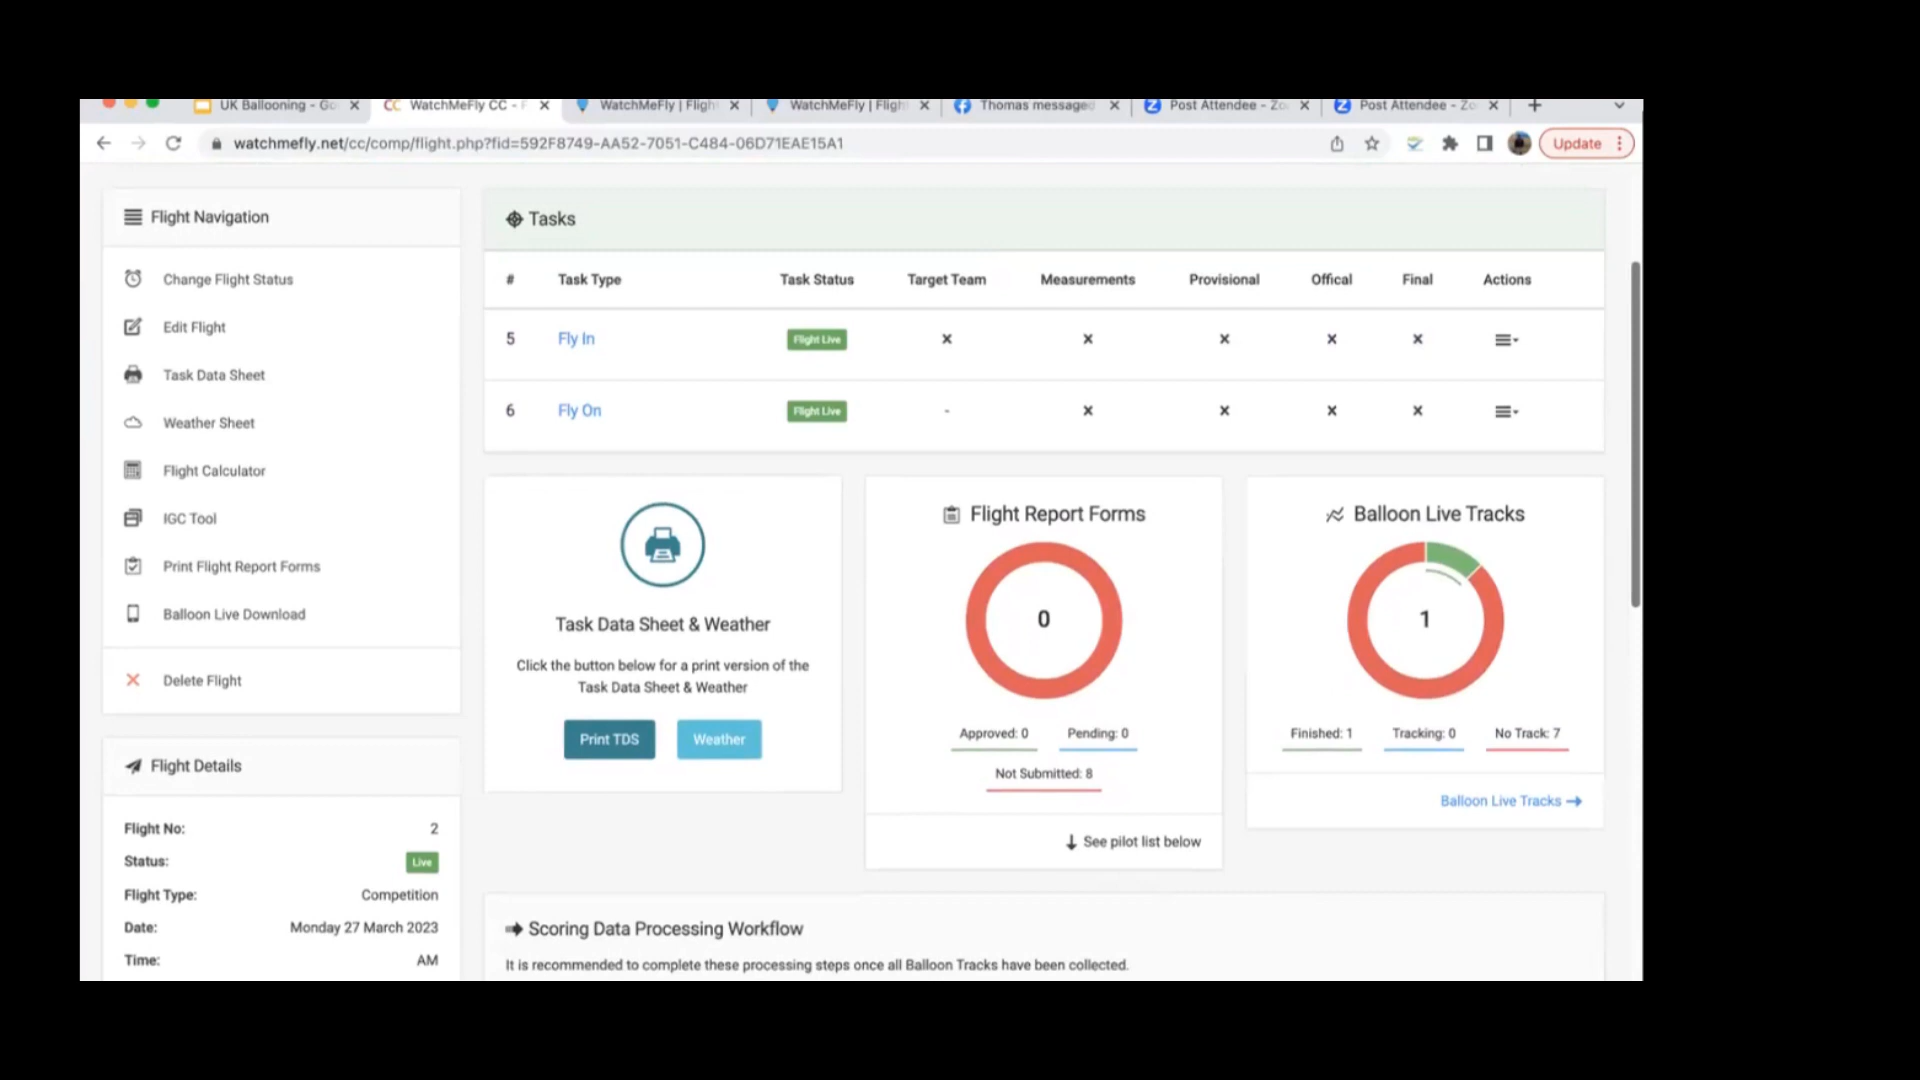 UK Ballooning - Go
WatchMeFly CC - F
WatchMeFly | Flight
WatchMeFly | Flight
Thomas messaged
Post Attendee - Zo
Post Attendee - Zo
watchmefly.net/cc/comp/flight.php?fid=592F8749-AA52-7051-C484-06D71EAE15A1
Update
Flight Navigation
Change Flight Status
Edit Flight
Task Data Sheet
Weather Sheet
Flight Calculator
IGC Tool
Print Flight Report Forms
Balloon Live Download
Delete Flight
Flight Details
Flight No: 2
Status: Live
Flight Type: Competition
Date: Monday 27 March 2023
Time: AM
Tasks
# Task Type Task Status Target Team Measurements Provisional Offical Final Actions
5 Fly In Flight Live
6 Fly On Flight Live -
Task Data Sheet & Weather
Click the button below for a print version of the
Task Data Sheet & Weather
Print TDS Weather
Flight Report Forms
0
Approved: 0 Pending: 0
Not Submitted: 8
See pilot list below
Balloon Live Tracks
1
Finished: 1 Tracking: 0 No Track: 7
Balloon Live Tracks
Scoring Data Processing Workflow
It is recommended to complete these processing steps once all Balloon Tracks have been collected.